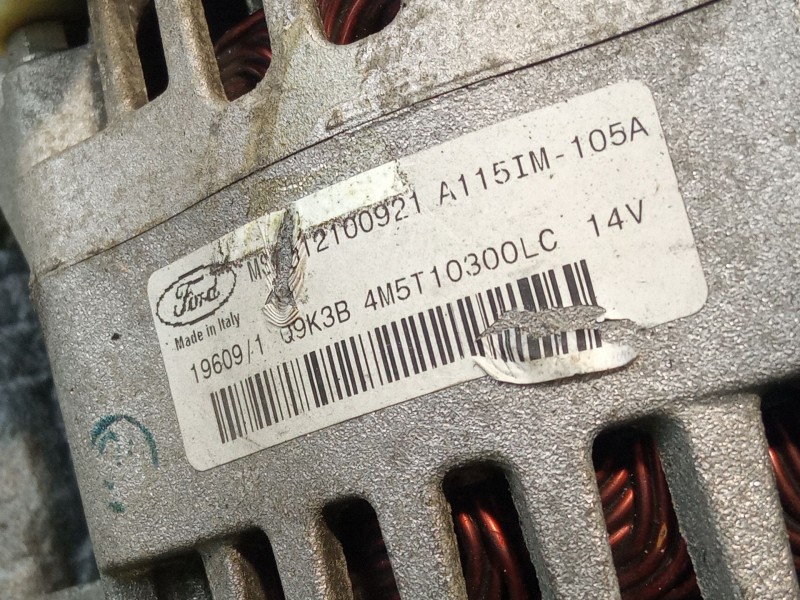 MS 12100921 A115IM-105A
Ford
Made in Italy
19609/1 Q9K3B 4M5T10300LC 14V